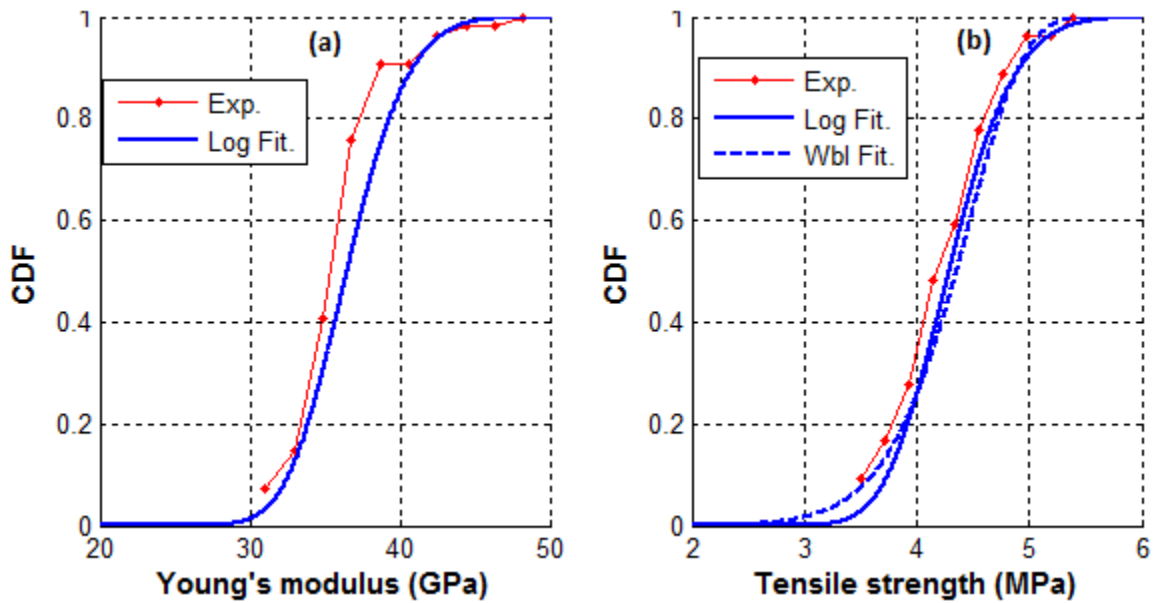 (a)
Exp.
Log Fit.
CDF
1
0.8
0.6
0.4
0.2
0
20 30 40 50
Young's modulus (GPa)
(b)
Exp.
Log Fit.
Wbl Fit.
CDF
1
0.8
0.6
0.4
0.2
0
2 3 4 5 6
Tensile strength (MPa)